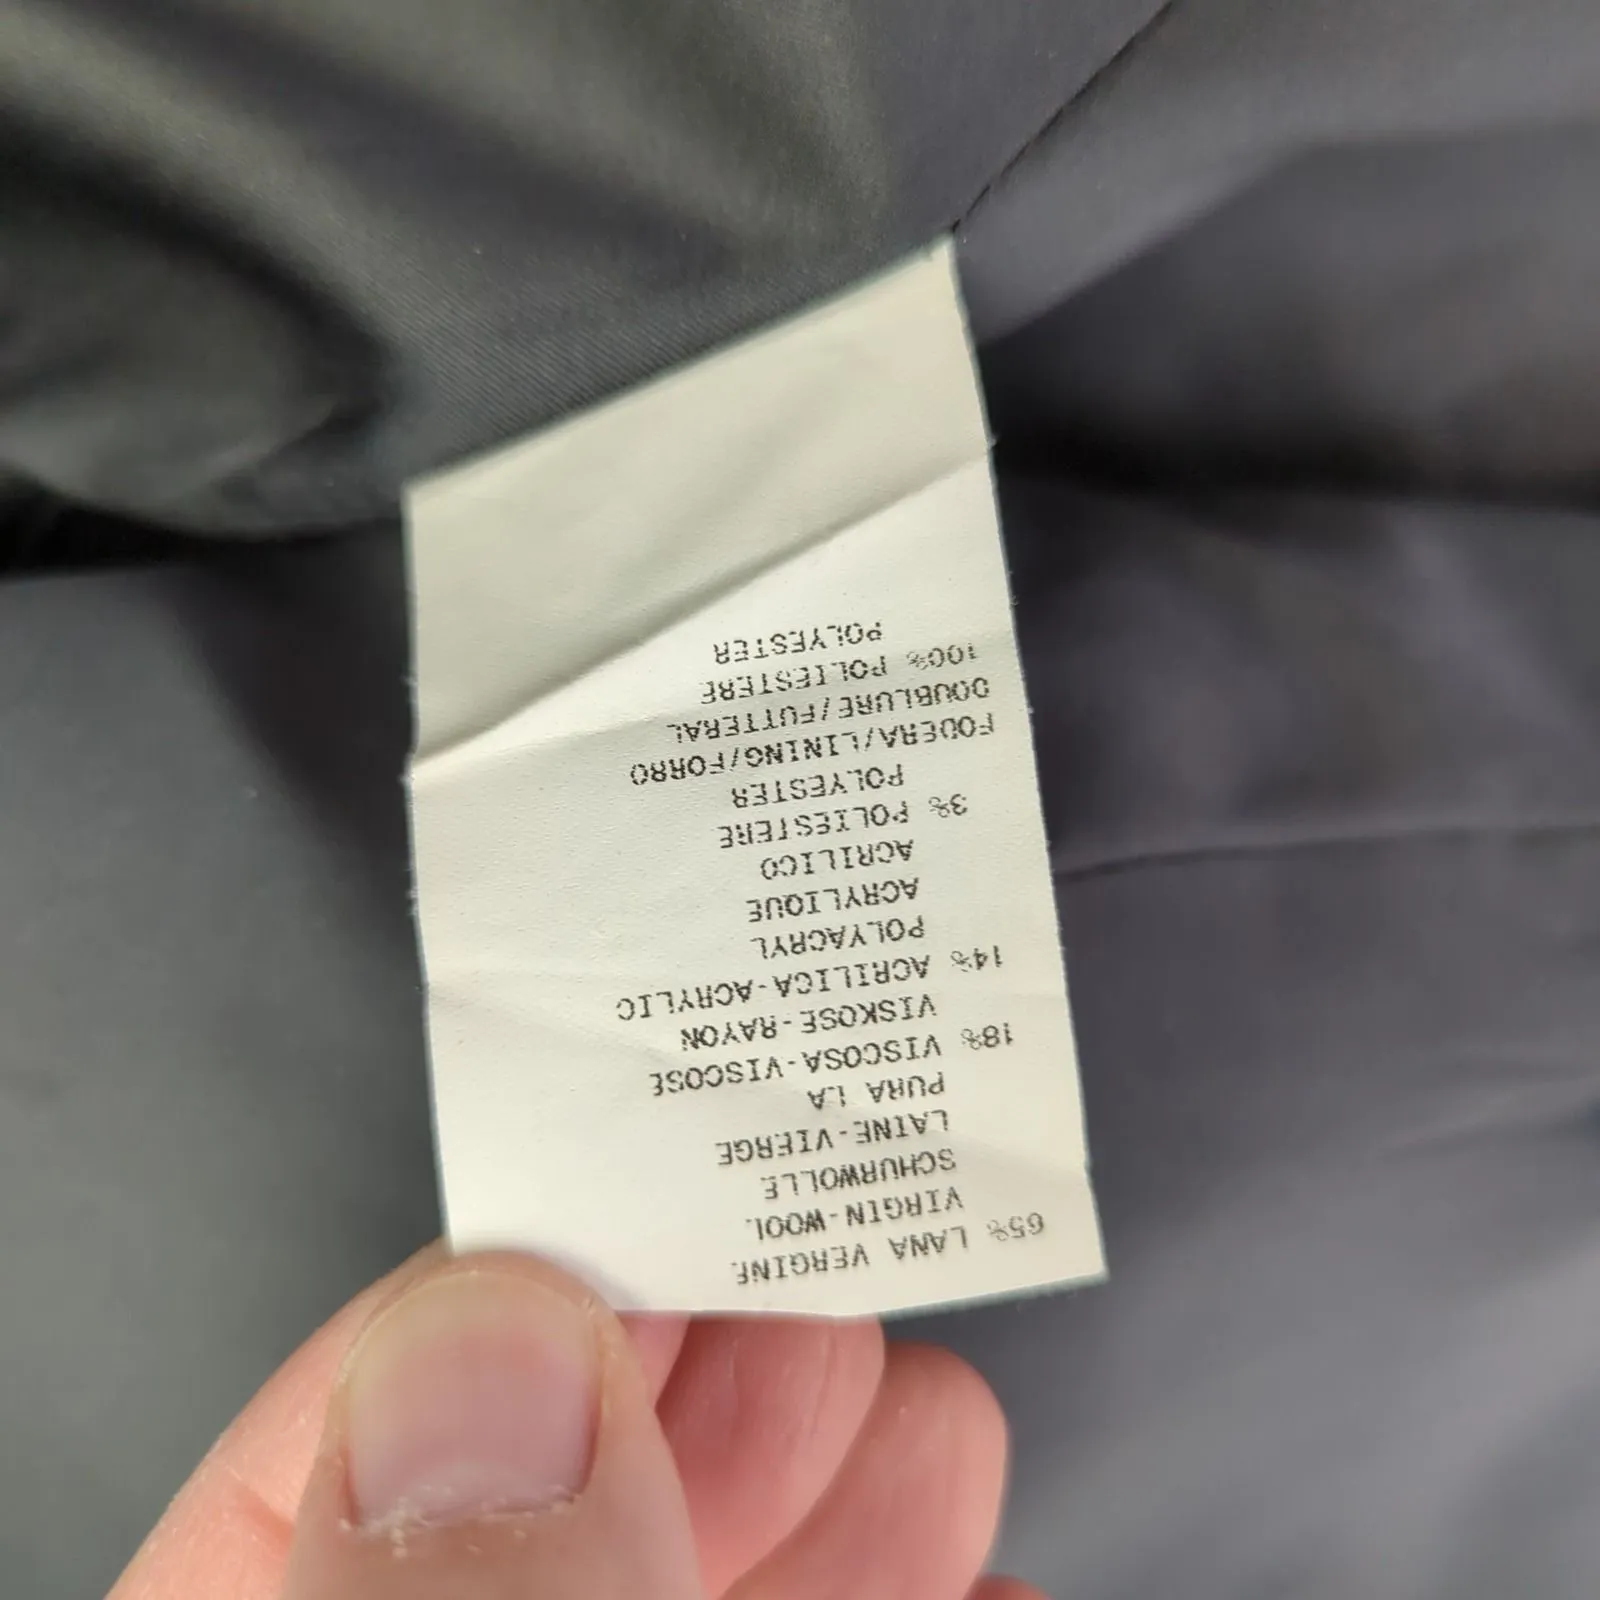 65% LANA VERGINE
VIRGIN-WOOL
SCHURWOLLE
LAINE-VIERGE
PURA LA
18% VISCOSA-VISCOSE
VISKOSE-RAYON
14% ACRILICA-ACRYLIC
POLYACRYL
ACRYLIQUE
ACRILICO
3% POLIESTERE
POLYESTER
FODERA/LINING/FORRO
DOUBLURE/FUTTERAL
100% POLIESTERE
POLYESTER